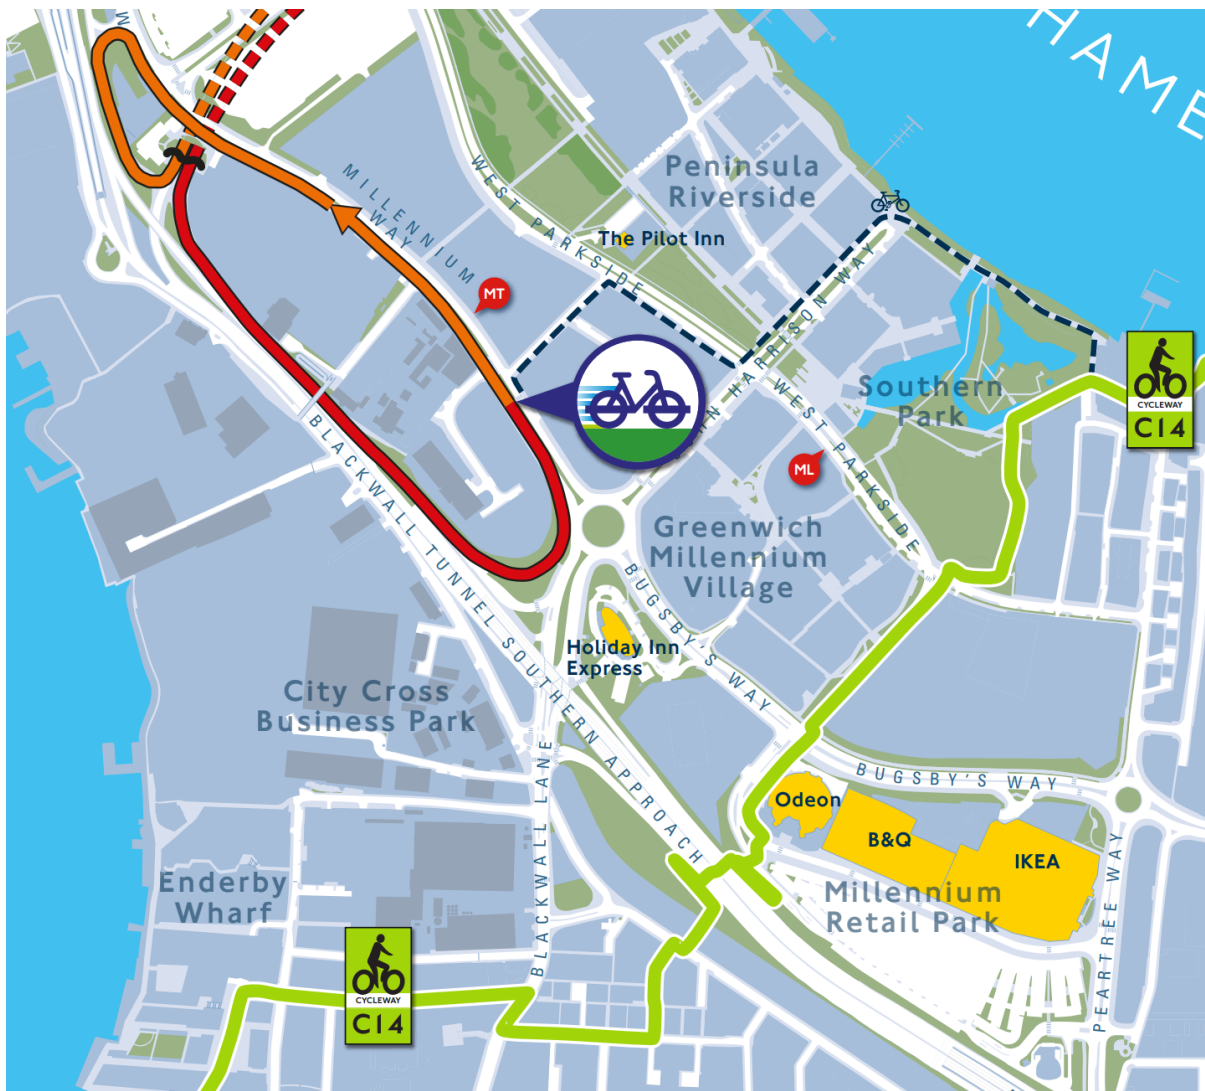 HAME
Peninsula
Riverside
MILLENNIUM
WAY
WEST PARKSIDE
The Pilot Inn
MT
JOHN HARRISON WAY
Southern
Park
CYCLEWAY
C14
WEST PARKSIDE
ML
BLACKWALL TUNNEL SOUTHERN APPROACH
Greenwich
Millennium
Village
BUGSBY'S WAY
Holiday Inn
Express
City Cross
Business Park
BUGSBY'S WAY
Odeon
B&Q
IKEA
BLACKWALL LANE
Millennium
Retail Park
PEARTREE WAY
Enderby
Wharf
CYCLEWAY
C14